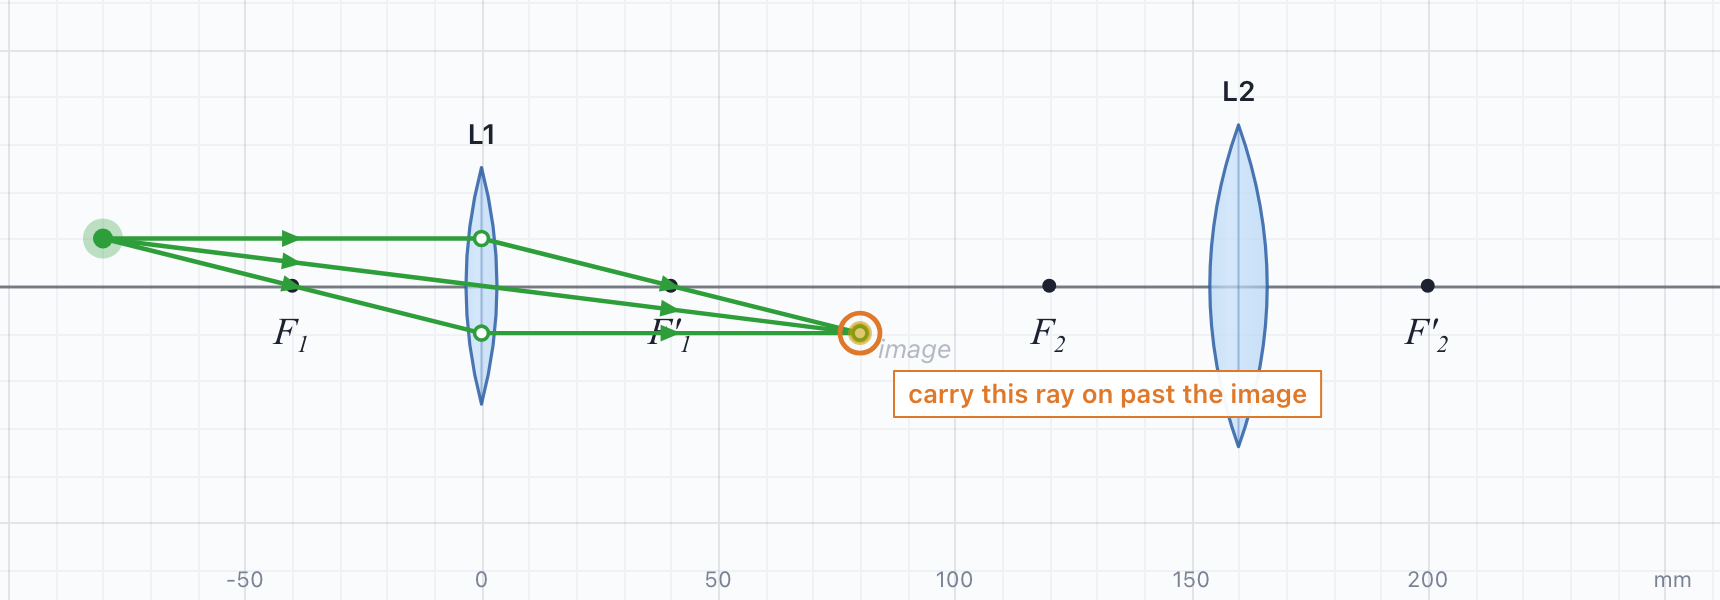 L2
L1
F₁ F′₁ F₂ F′₂
image
carry this ray on past the image
-50 0 50 100 150 200 mm